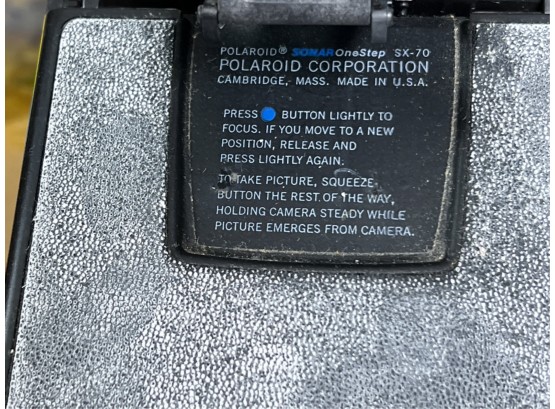 POLAROID® SONAR OneStep SX-70
POLAROID CORPORATION
CAMBRIDGE, MASS. MADE IN U.S.A.
PRESS BUTTON LIGHTLY TO
FOCUS. IF YOU MOVE TO A NEW
POSITION, RELEASE AND
PRESS LIGHTLY AGAIN.
TO TAKE PICTURE, SQUEEZE
BUTTON THE REST OF THE WAY,
HOLDING CAMERA STEADY WHILE
PICTURE EMERGES FROM CAMERA.